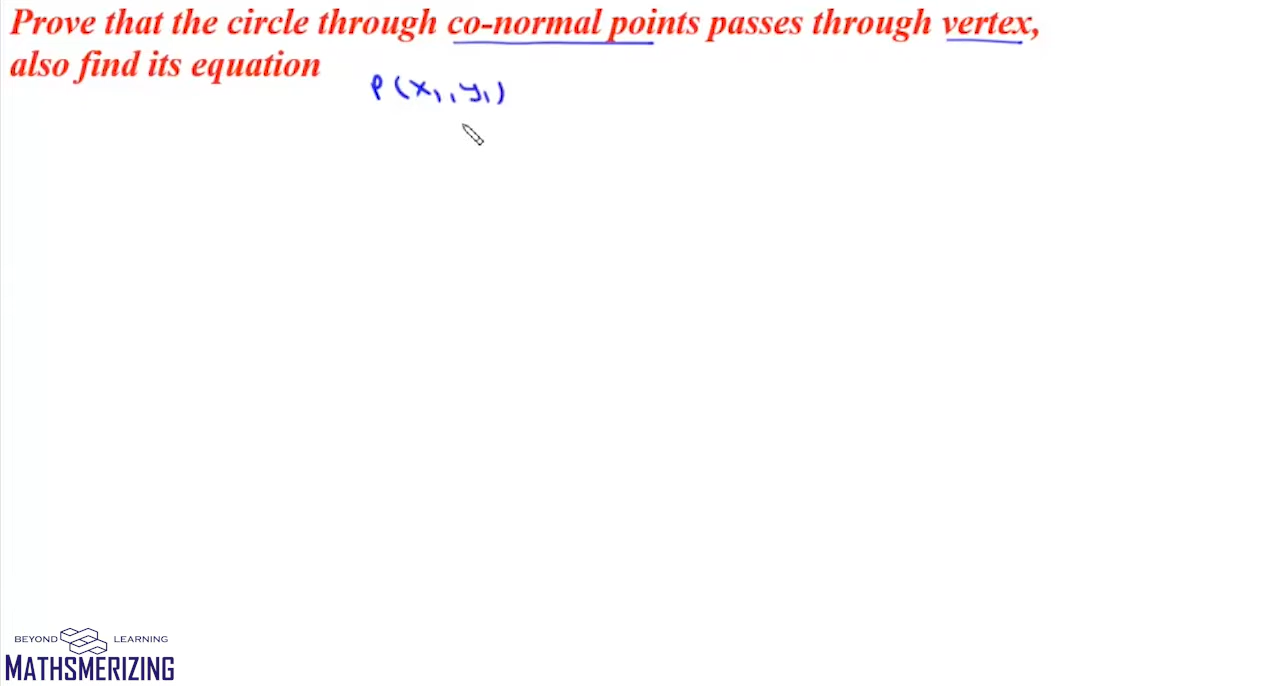 Prove that the circle through co-normal points passes through vertex,
also find its equation
P(x₁, y₁)
BEYOND LEARNING
MATHSMERIZING